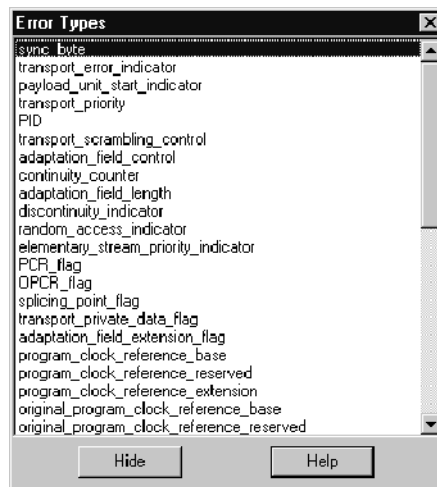 Error Types
sync_byte
transport_error_indicator
payload_unit_start_indicator
transport_priority
PID
transport_scrambling_control
adaptation_field_control
continuity_counter
adaptation_field_length
discontinuity_indicator
random_access_indicator
elementary_stream_priority_indicator
PCR_flag
OPCR_flag
splicing_point_flag
transport_private_data_flag
adaptation_field_extension_flag
program_clock_reference_base
program_clock_reference_reserved
program_clock_reference_extension
original_program_clock_reference_base
original_program_clock_reference_reserved
Hide Help